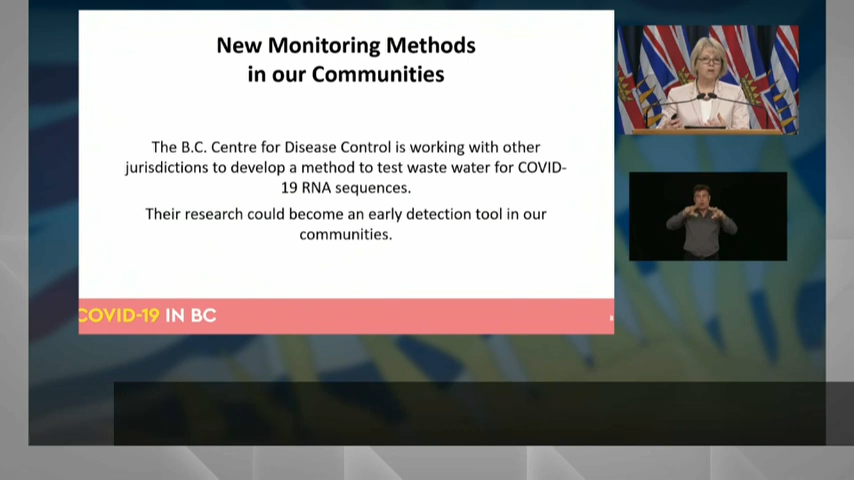 New Monitoring Methods
in our Communities
The B.C. Centre for Disease Control is working with other
jurisdictions to develop a method to test waste water for COVID-
19 RNA sequences.
Their research could become an early detection tool in our
communities.
COVID-19 IN BC